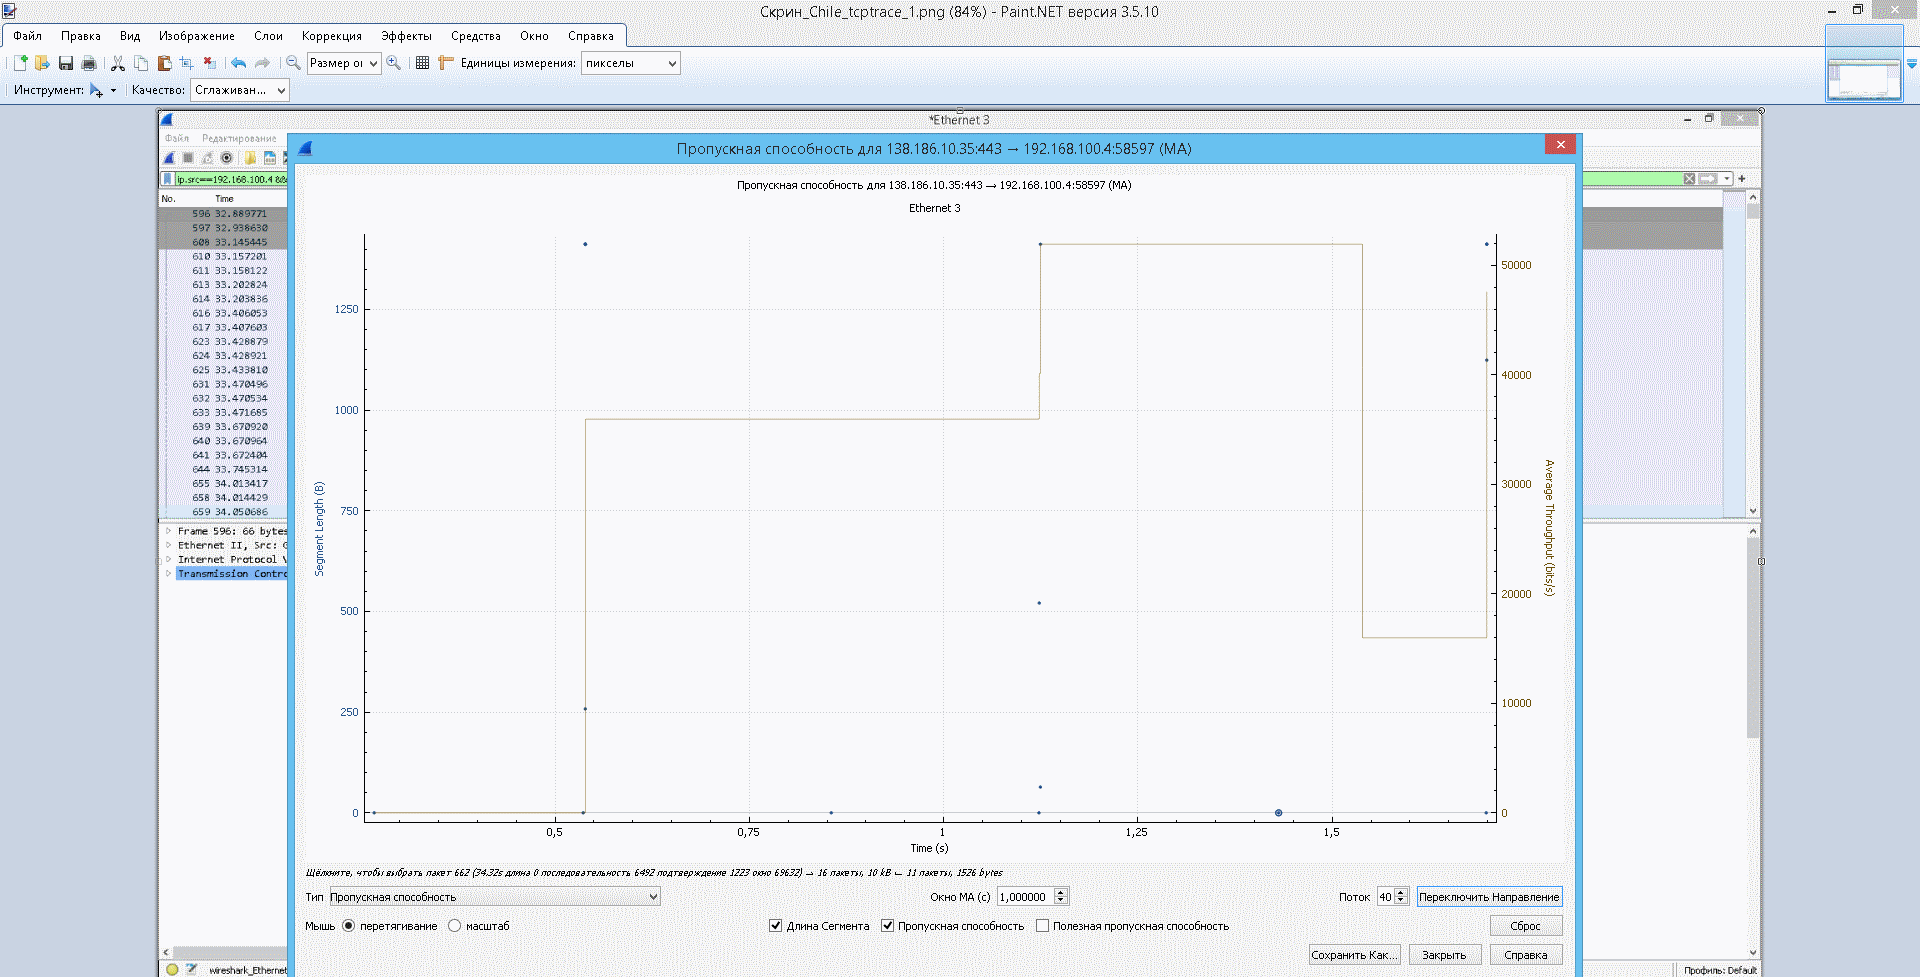 Скрин_Chile_tcptrace_1.png (84%) - Paint.NET версия 3.5.10
Файл Правка Вид Изображение Слои Коррекция Эффекты Средства Окно Справка
Размер ог Единицы измерения: пикселы
Инструмент: Качество: Сглаживан...
*Ethernet 3
Файл Редактирование
Пропускная способность для 138.186.10.35:443 → 192.168.100.4:58597 (MA)
ip.src==192.168.100.4 &&
Пропускная способность для 138.186.10.35:443 → 192.168.100.4:58597 (MA)
Ethernet 3
No. Time
596 32.889771
597 32.938630
608 33.145445
610 33.157201
611 33.158122
613 33.202824
614 33.203836
616 33.406053
617 33.407603
623 33.428879
624 33.428921
625 33.433810
631 33.470496
632 33.470534
633 33.471685
639 33.670920
640 33.670964
641 33.672404
644 33.745314
655 34.013417
658 34.014429
659 34.050686
Frame 596: 66 bytes
Ethernet II, Src:
Internet Protocol
Transmission Contro
Segment Length (B)
1250
1000
750
500
250
0
50000
40000
30000
20000
10000
0
Average Throughput (bits/s)
0,5 0,75 1 1,25 1,5
Time (s)
Щёлкните, чтобы выбрать пакет 662 (34.32s длина 0 последовательность 6492 подтверждение 1223 окно 69632) → 16 пакеты, 10 kB ← 11 пакеты, 1526 bytes
Тип Пропускная способность Окно MA (с) 1,000000 Поток 40 Переключить Направление
Мышь перетягивание масштаб Длина Сегмента Пропускная способность Полезная пропускная способность Сброс
Сохранить Как... Закрыть Справка
wireshark_Ethernet Профиль: Default